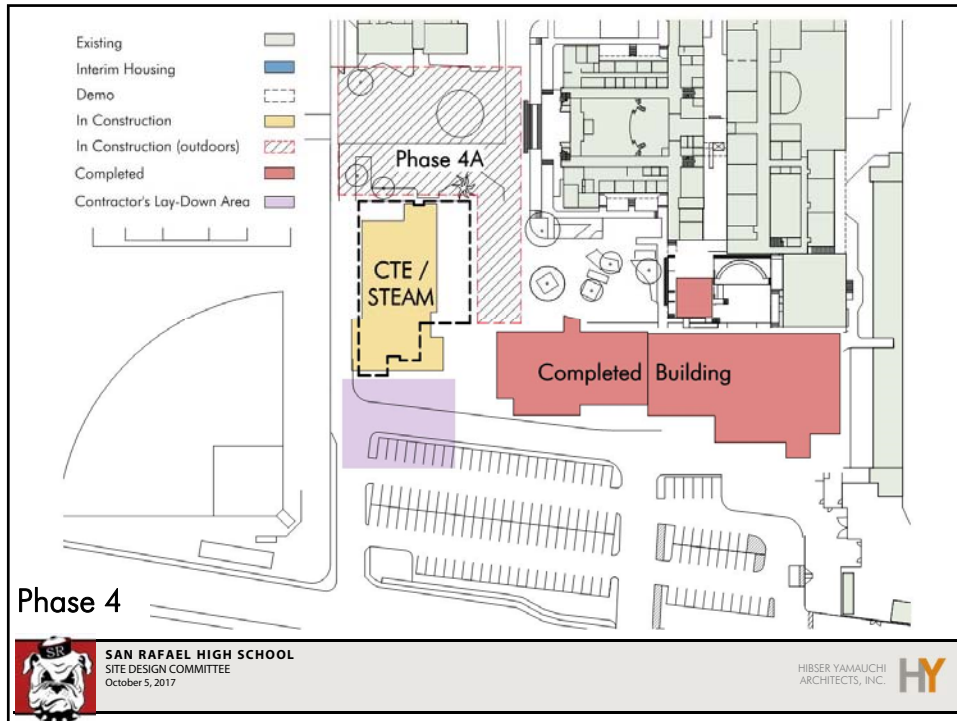 Existing
Interim Housing
Demo
In Construction
In Construction (outdoors)
Completed
Contractor's Lay-Down Area
Phase 4A
CTE /
STEAM
Completed Building
Phase 4
SR
SAN RAFAEL HIGH SCHOOL
SITE DESIGN COMMITTEE
October 5, 2017
HIBSER YAMAUCHI
ARCHITECTS, INC.
HY